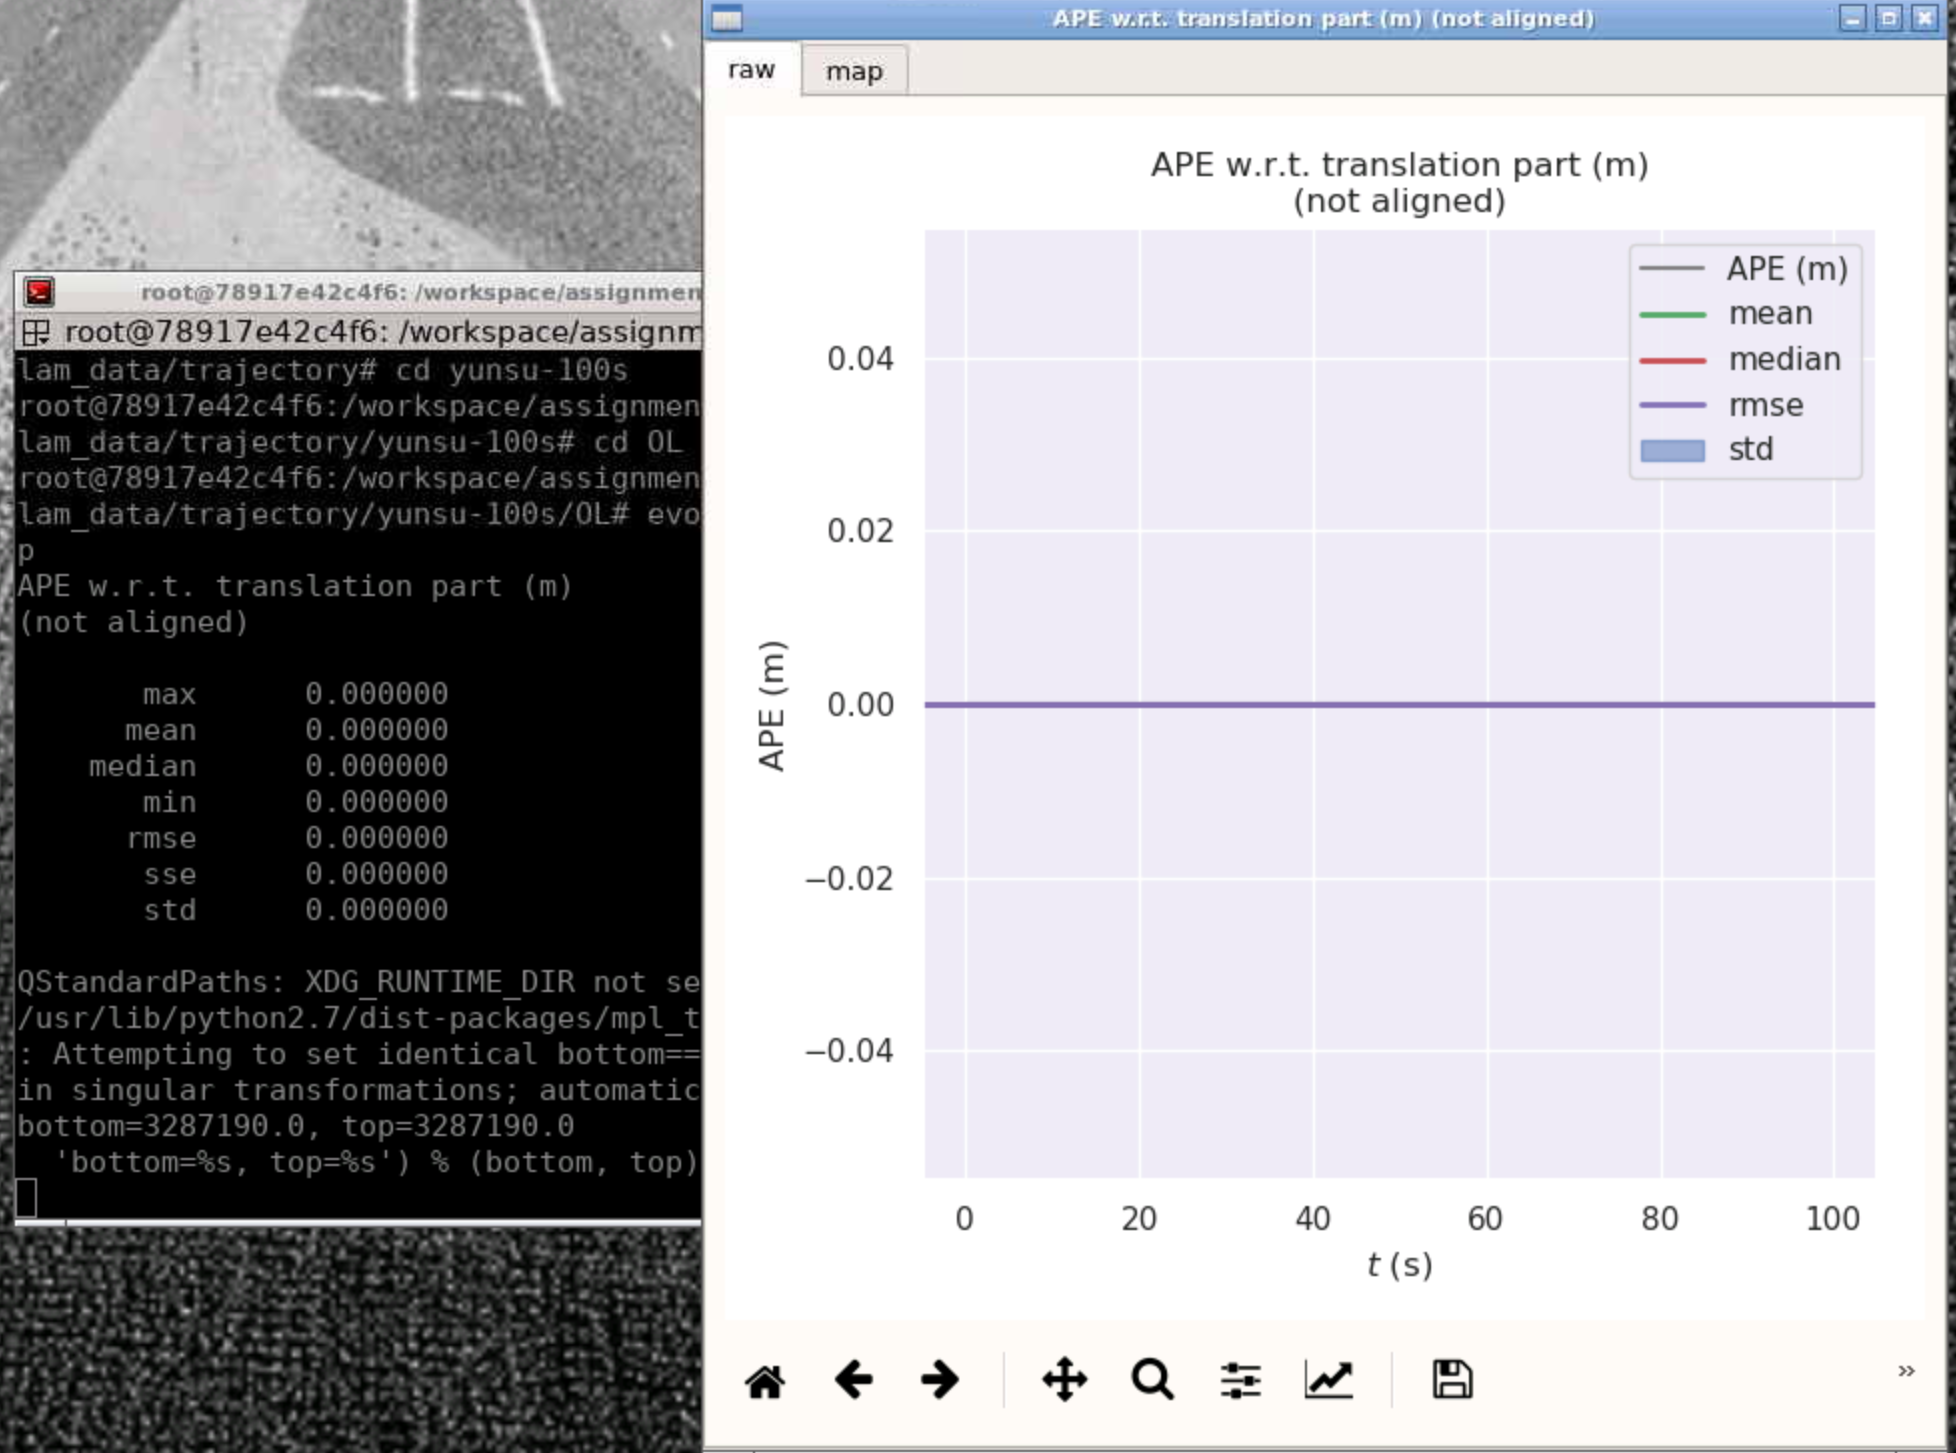 root@78917e42c4f6: /workspace/assignmen
root@78917e42c4f6: /workspace/assignm
lam_data/trajectory# cd yunsu-100s
root@78917e42c4f6:/workspace/assignmen
lam_data/trajectory/yunsu-100s# cd OL
root@78917e42c4f6:/workspace/assignmen
lam_data/trajectory/yunsu-100s/OL# evo
p
APE w.r.t. translation part (m)
(not aligned)
max 0.000000
mean 0.000000
median 0.000000
min 0.000000
rmse 0.000000
sse 0.000000
std 0.000000
QStandardPaths: XDG_RUNTIME_DIR not se
/usr/lib/python2.7/dist-packages/mpl_t
: Attempting to set identical bottom==
in singular transformations; automatic
bottom=3287190.0, top=3287190.0
'bottom=%s, top=%s') % (bottom, top)
APE w.r.t. translation part (m) (not aligned)
raw map
APE w.r.t. translation part (m)
(not aligned)
APE (m)
mean
median
rmse
std
0.04
0.02
0.00
−0.02
−0.04
APE (m)
0 20 40 60 80 100
t (s)
»